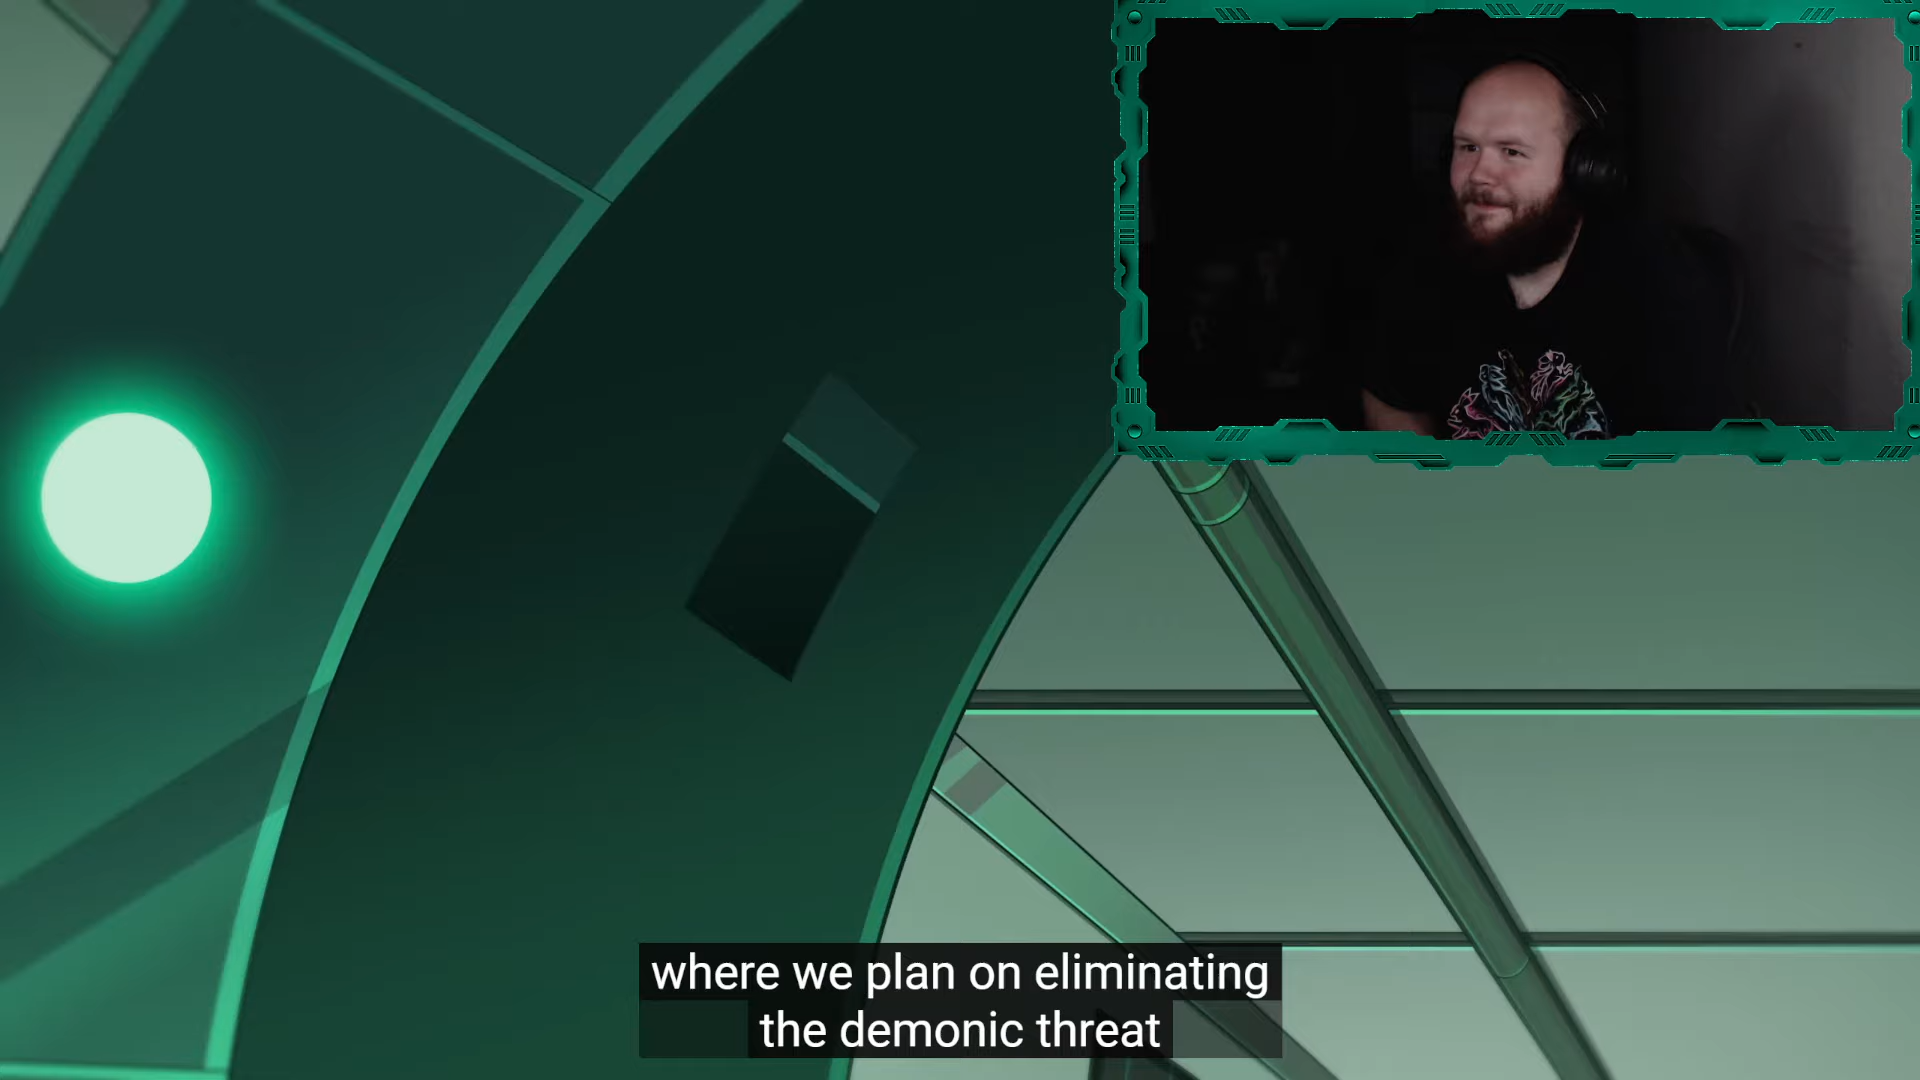 where we plan on eliminating
the demonic threat